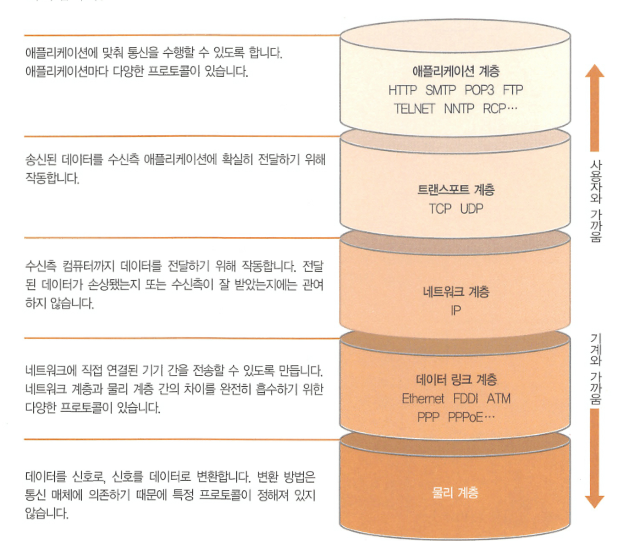 애플리케이션에 맞춰 통신을 수행할 수 있도록 합니다.
애플리케이션마다 다양한 프로토콜이 있습니다.
애플리케이션 계층
HTTP SMTP POP3 FTP
TELNET NNTP RCP…
송신된 데이터를 수신측 애플리케이션에 확실히 전달하기 위해
작동합니다.
트랜스포트 계층
TCP UDP
사용자와 가까움
수신측 컴퓨터까지 데이터를 전달하기 위해 작동합니다. 전달
된 데이터가 손상됐는지 또는 수신측이 잘 받았는지에는 관여
하지 않습니다.
네트워크 계층
IP
네트워크에 직접 연결된 기기 간을 전송할 수 있도록 만듭니다.
네트워크 계층과 물리 계층 간의 차이를 완전히 흡수하기 위한
다양한 프로토콜이 있습니다.
데이터 링크 계층
Ethernet FDDI ATM
PPP PPPoE…
기계와 가까움
데이터를 신호로, 신호를 데이터로 변환합니다. 변환 방법은
통신 매체에 의존하기 때문에 특정 프로토콜이 정해져 있지
않습니다.
물리 계층